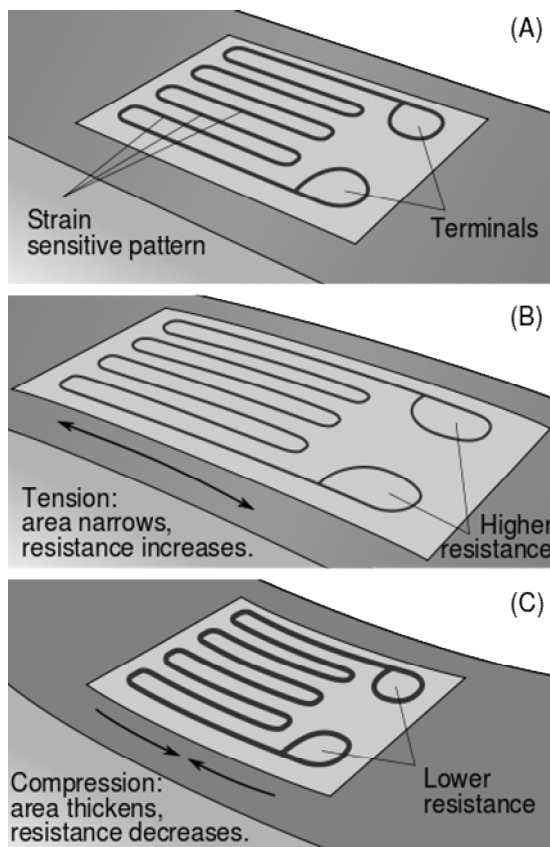 (A)
Strain
sensitive pattern
Terminals
(B)
Tension:
area narrows,
resistance increases.
Higher
resistance
(C)
Compression:
area thickens,
resistance decreases.
Lower
resistance